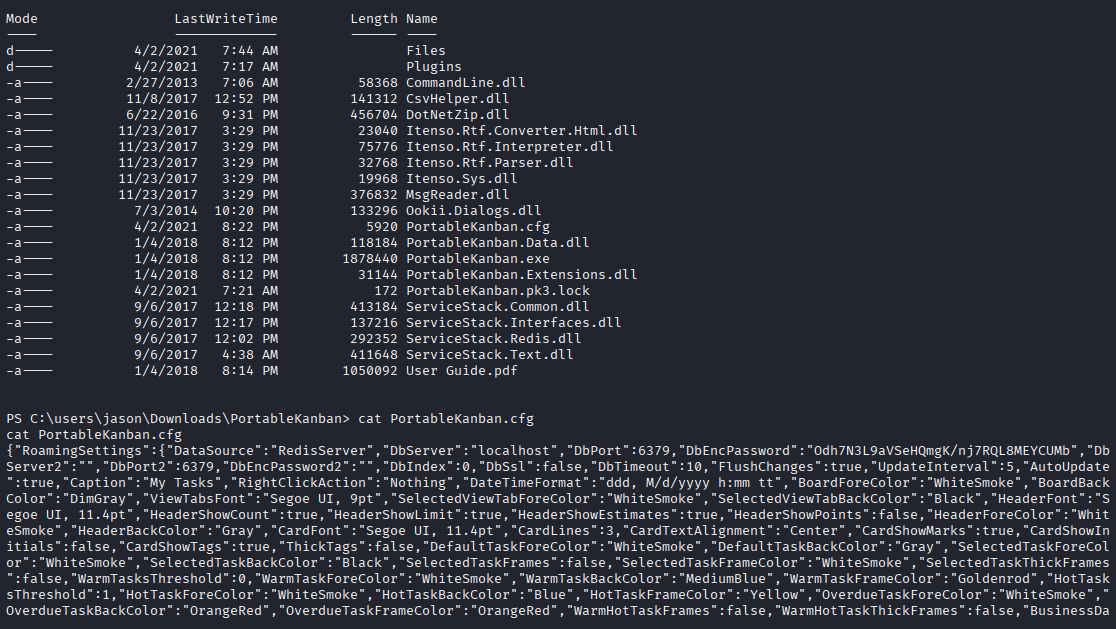 Mode                 LastWriteTime         Length Name
----                 -------------         ------ ----
d-----          4/2/2021   7:44 AM                Files
d-----          4/2/2021   7:17 AM                Plugins
-a----         2/27/2013   7:06 AM          58368 CommandLine.dll
-a----         11/8/2017  12:52 PM         141312 CsvHelper.dll
-a----         6/22/2016   9:31 PM         456704 DotNetZip.dll
-a----        11/23/2017   3:29 PM          23040 Itenso.Rtf.Converter.Html.dll
-a----        11/23/2017   3:29 PM          75776 Itenso.Rtf.Interpreter.dll
-a----        11/23/2017   3:29 PM          32768 Itenso.Rtf.Parser.dll
-a----        11/23/2017   3:29 PM          19968 Itenso.Sys.dll
-a----        11/23/2017   3:29 PM         376832 MsgReader.dll
-a----          7/3/2014  10:20 PM         133296 Ookii.Dialogs.dll
-a----          4/2/2021   8:22 PM           5920 PortableKanban.cfg
-a----          1/4/2018   8:12 PM         118184 PortableKanban.Data.dll
-a----          1/4/2018   8:12 PM        1878440 PortableKanban.exe
-a----          1/4/2018   8:12 PM          31144 PortableKanban.Extensions.dll
-a----          4/2/2021   7:21 AM            172 PortableKanban.pk3.lock
-a----          9/6/2017  12:18 PM         413184 ServiceStack.Common.dll
-a----          9/6/2017  12:17 PM         137216 ServiceStack.Interfaces.dll
-a----          9/6/2017  12:02 PM         292352 ServiceStack.Redis.dll
-a----          9/6/2017   4:38 AM         411648 ServiceStack.Text.dll
-a----          1/4/2018   8:14 PM        1050092 User Guide.pdf
PS C:\users\jason\Downloads\PortableKanban> cat PortableKanban.cfg
cat PortableKanban.cfg
{"RoamingSettings":{"DataSource":"RedisServer","DbServer":"localhost","DbPort":6379,"DbEncPassword":"Odh7N3L9aVSeHQmgK/nj7RQL8MEYCUMb","Db
Server2":"","DbPort2":6379,"DbEncPassword2":"","DbIndex":0,"DbSsl":false,"DbTimeout":10,"FlushChanges":true,"UpdateInterval":5,"AutoUpdate
":true,"Caption":"My Tasks","RightClickAction":"Nothing","DateTimeFormat":"ddd, M/d/yyyy h:mm tt","BoardForeColor":"WhiteSmoke","BoardBack
Color":"DimGray","ViewTabsFont":"Segoe UI, 9pt","SelectedViewTabForeColor":"WhiteSmoke","SelectedViewTabBackColor":"Black","HeaderFont":"S
egoe UI, 11.4pt","HeaderShowCount":true,"HeaderShowLimit":true,"HeaderShowEstimates":true,"HeaderShowPoints":false,"HeaderForeColor":"Whit
eSmoke","HeaderBackColor":"Gray","CardFont":"Segoe UI, 11.4pt","CardLines":3,"CardTextAlignment":"Center","CardShowMarks":true,"CardShowIn
itials":false,"CardShowTags":true,"ThickTags":false,"DefaultTaskForeColor":"WhiteSmoke","DefaultTaskBackColor":"Gray","SelectedTaskForeCol
or":"WhiteSmoke","SelectedTaskBackColor":"Black","SelectedTaskFrames":false,"SelectedTaskFrameColor":"WhiteSmoke","SelectedTaskThickFrames
":false,"WarmTasksThreshold":0,"WarmTaskForeColor":"WhiteSmoke","WarmTaskBackColor":"MediumBlue","WarmTaskFrameColor":"Goldenrod","HotTask
sThreshold":1,"HotTaskForeColor":"WhiteSmoke","HotTaskBackColor":"Blue","HotTaskFrameColor":"Yellow","OverdueTaskForeColor":"WhiteSmoke","
OverdueTaskBackColor":"OrangeRed","OverdueTaskFrameColor":"OrangeRed","WarmHotTaskFrames":false,"WarmHotTaskThickFrames":false,"BusinessDa